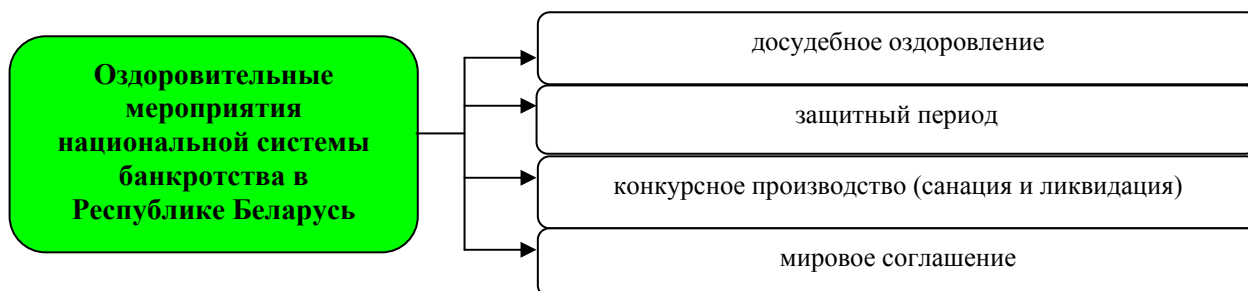 Оздоровительные
мероприятия
национальной системы
банкротства в
Республике Беларусь
досудебное оздоровление
защитный период
конкурсное производство (санация и ликвидация)
мировое соглашение